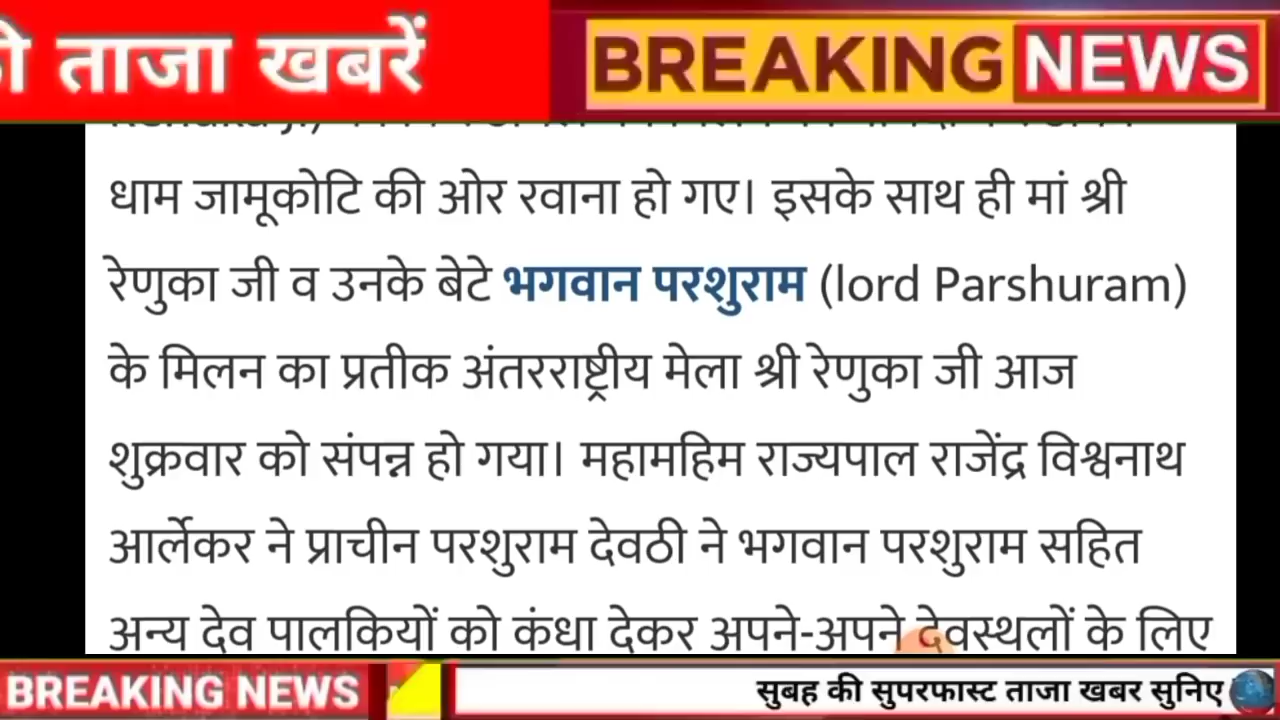 ताजा खबरें
BREAKING NEWS
धाम जामूकोटि की ओर रवाना हो गए। इसके साथ ही मां श्री
रेणुका जी व उनके बेटे भगवान परशुराम (lord Parshuram)
के मिलन का प्रतीक अंतरराष्ट्रीय मेला श्री रेणुका जी आज
शुक्रवार को संपन्न हो गया। महामहिम राज्यपाल राजेंद्र विश्वनाथ
आर्लेकर ने प्राचीन परशुराम देवठी ने भगवान परशुराम सहित
अन्य देव पालकियों को कंधा देकर अपने-अपने देवस्थलों के लिए
BREAKING NEWS
सुबह की सुपरफास्ट ताजा खबर सुनिए